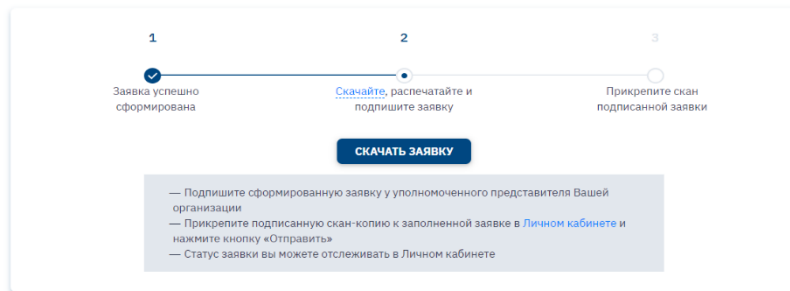 1
2
3
Заявка успешно
сформирована
Скачайте, распечатайте и
подпишите заявку
Прикрепите скан
подписанной заявки
СКАЧАТЬ ЗАЯВКУ
— Подпишите сформированную заявку у уполномоченного представителя Вашей
организации
— Прикрепите подписанную скан-копию к заполненной заявке в Личном кабинете и
нажмите кнопку «Отправить»
— Статус заявки вы можете отслеживать в Личном кабинете